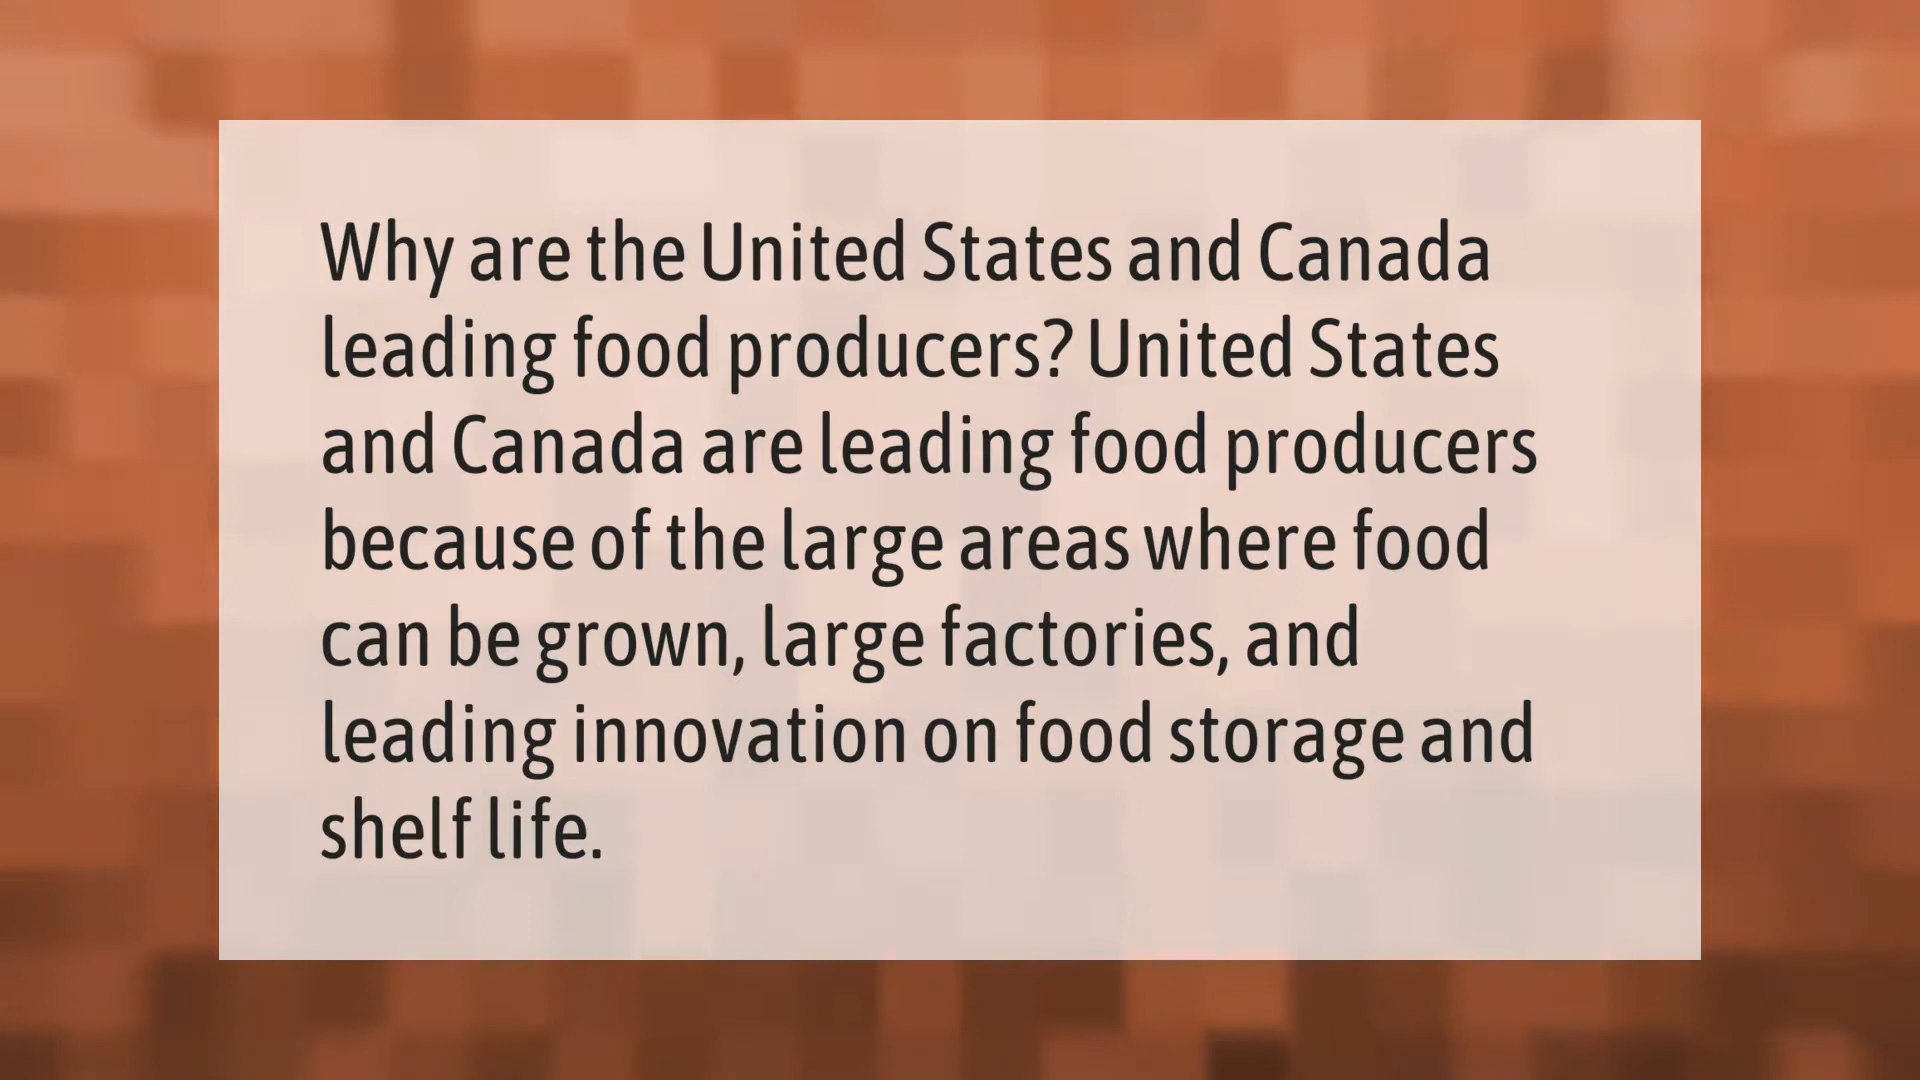 Why are the United States and Canada
leading food producers? United States
and Canada are leading food producers
because of the large areas where food
can be grown, large factories, and
leading innovation on food storage and
shelf life.